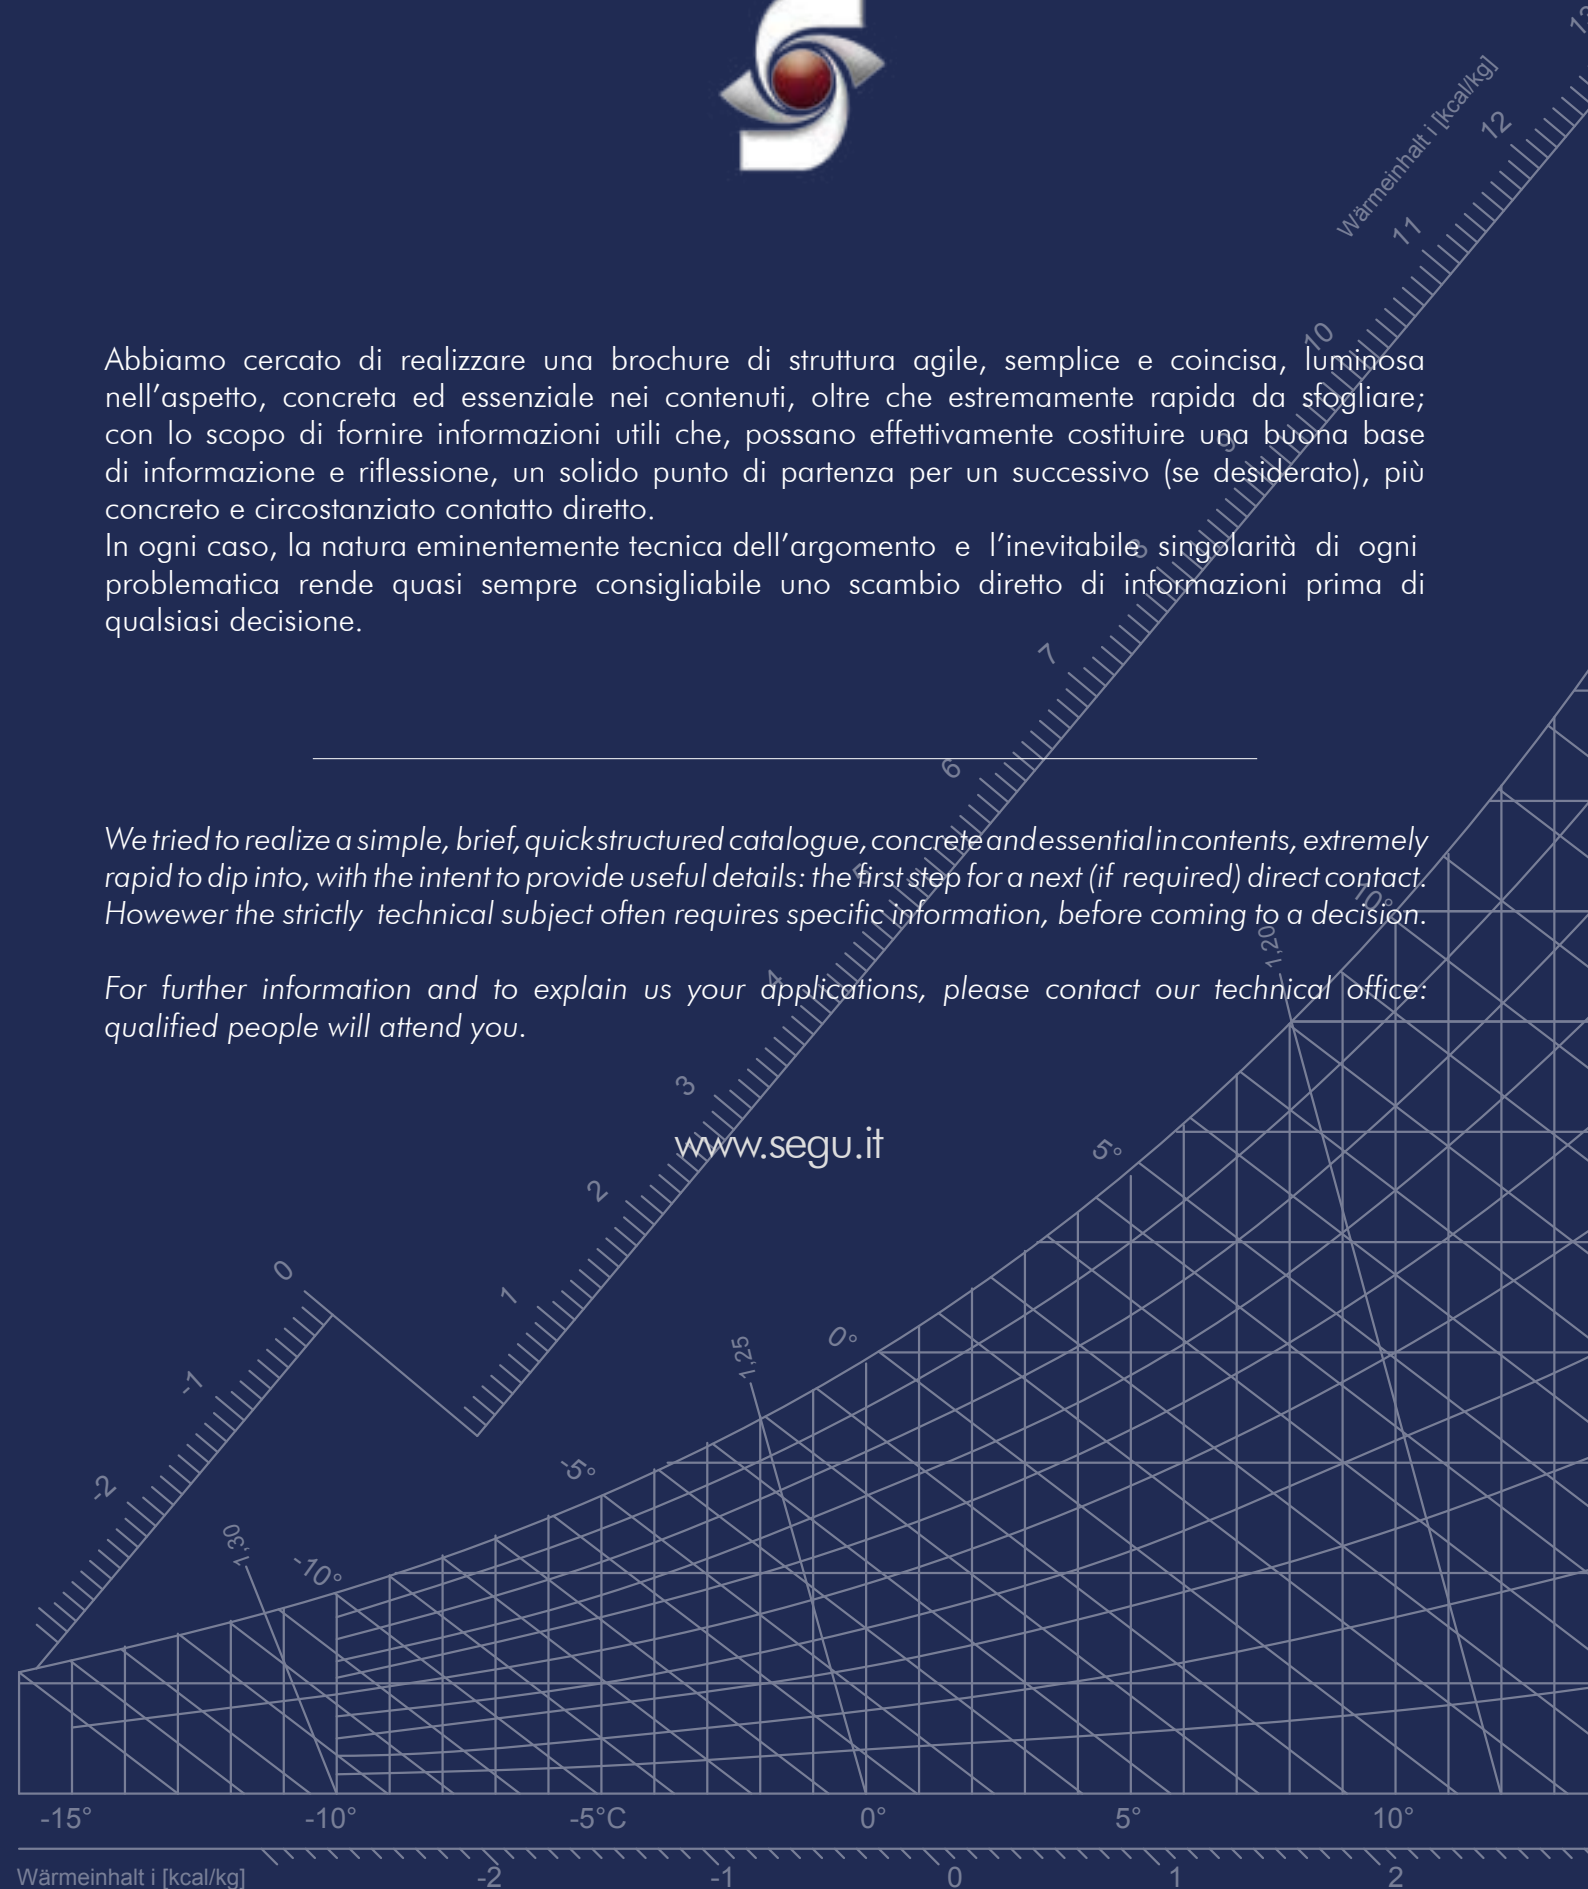 Abbiamo cercato di realizzare una brochure di struttura agile, semplice e coincisa, luminosa
nell'aspetto, concreta ed essenziale nei contenuti, oltre che estremamente rapida da sfogliare;
con lo scopo di fornire informazioni utili che, possano effettivamente costituire una buona base
di informazione e riflessione, un solido punto di partenza per un successivo (se desiderato), più
concreto e circostanziato contatto diretto.
In ogni caso, la natura eminentemente tecnica dell'argomento e l'inevitabile singolarità di ogni
problematica rende quasi sempre consigliabile uno scambio diretto di informazioni prima di
qualsiasi decisione.
We tried to realize a simple, brief, quick structured catalogue, concrete and essential in contents, extremely
rapid to dip into, with the intent to provide useful details: the first step for a next (if required) direct contact.
Howewer the strictly technical subject often requires specific information, before coming to a decision.
For further information and to explain us your applications, please contact our technical office:
qualified people will attend you.
www.segu.it
Wärmeinhalt i [kcal/kg]
12
11
10
9
8
7
6
5
4
3
2
1
0
-1
-2
10°
5°
0°
-5°
-10°
1,20
1,25
1,30
-15° -10° -5°C 0° 5° 10°
Wärmeinhalt i [kcal/kg] -2 -1 0 1 2